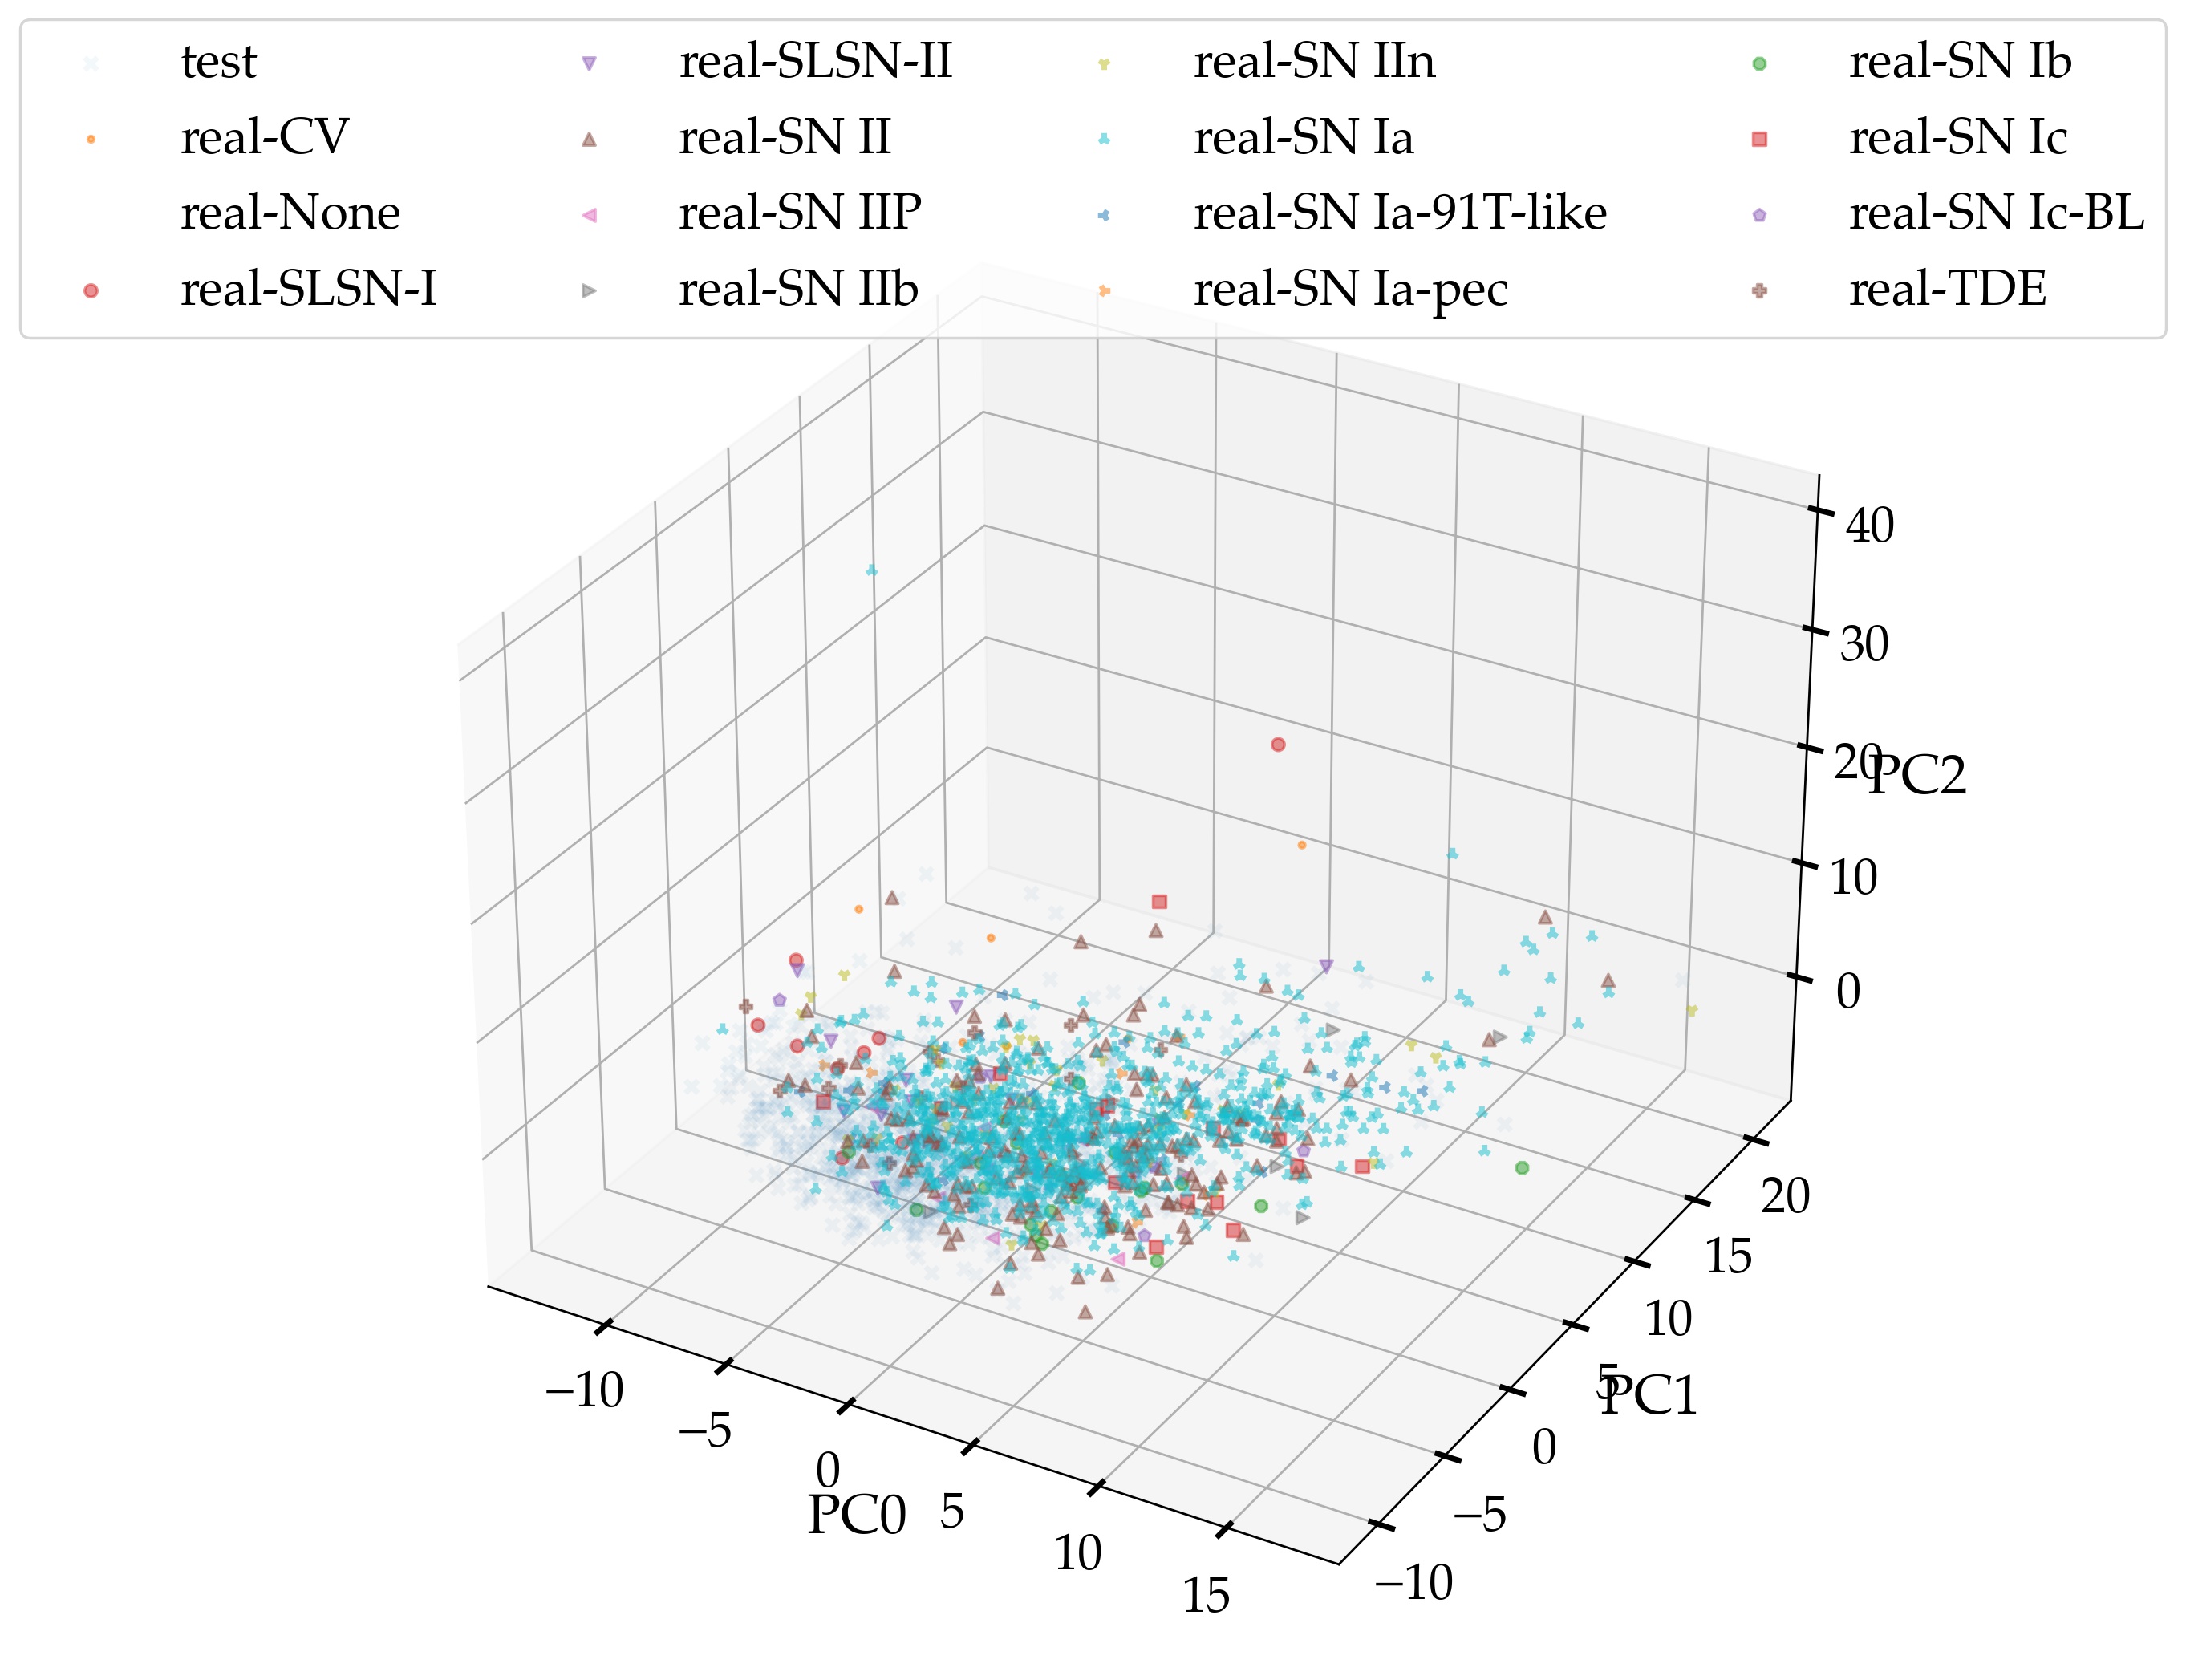 test
real-CV
real-None
real-SLSN-I
real-SLSN-II
real-SN II
real-SN IIP
real-SN IIb
real-SN IIn
real-SN Ia
real-SN Ia-91T-like
real-SN Ia-pec
real-SN Ib
real-SN Ic
real-SN Ic-BL
real-TDE
40
30
20
PC2
10
0
20
15
10
5
PC1
0
−5
−10
−10
−5
0
PC0
5
10
15